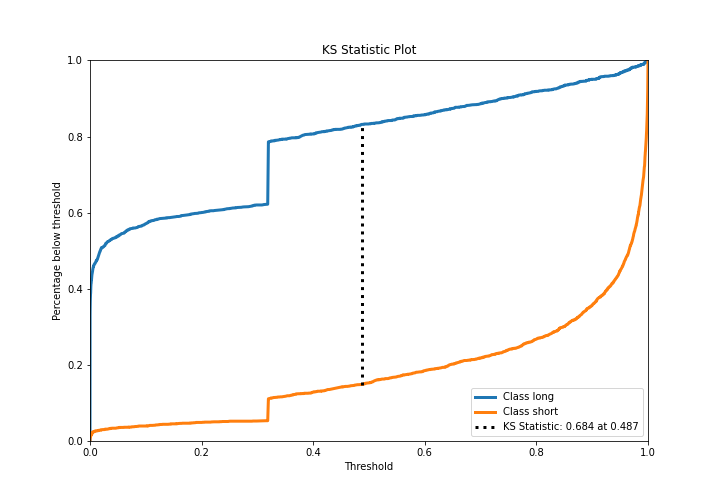 KS Statistic Plot
1.0
0.8
0.6
0.4
0.2
0.0
Percentage below threshold
0.0 0.2 0.4 0.6 0.8 1.0
Threshold
Class long
Class short
KS Statistic: 0.684 at 0.487